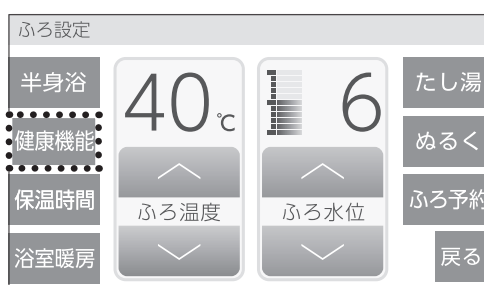 ふろ設定
半身浴
健康機能
保温時間
浴室暖房
40℃
ふろ温度
6
ふろ水位
たし湯
ぬるく
ふろ予約
戻る